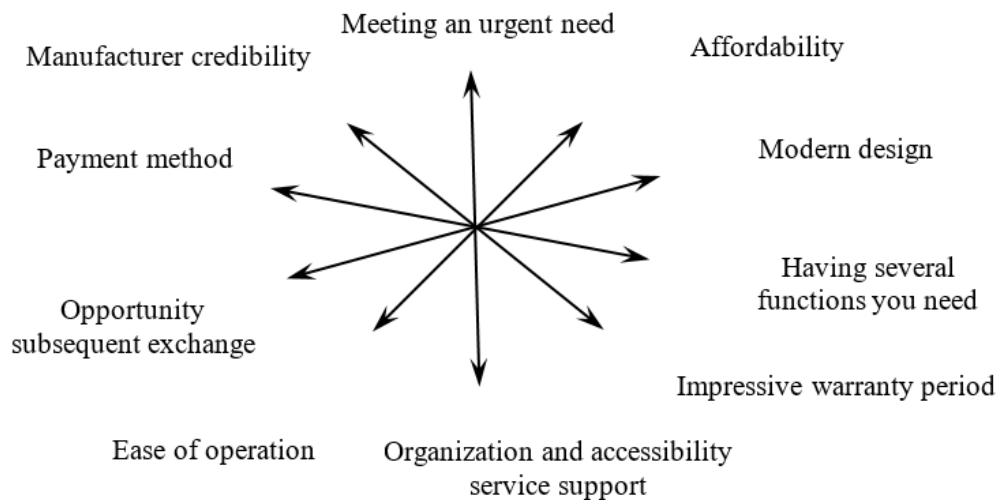 Meeting an urgent need
Affordability
Manufacturer credibility
Modern design
Payment method
Having several
functions you need
Opportunity
subsequent exchange
Impressive warranty period
Ease of operation
Organization and accessibility
service support